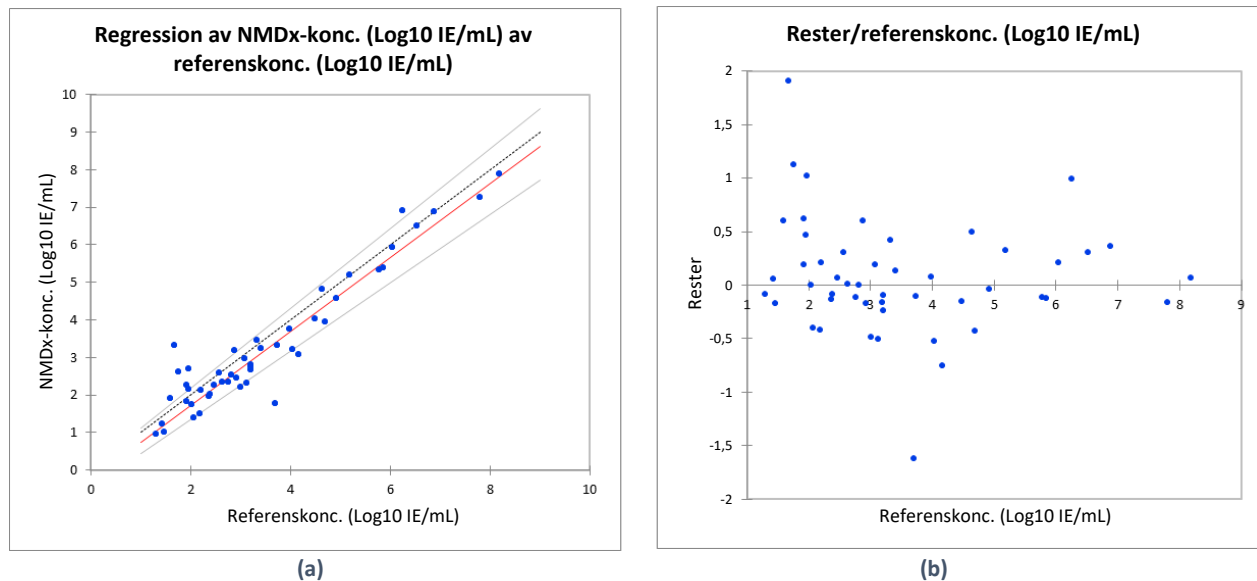 Regression av NMDx-konc. (Log10 IE/mL) av
referenskonc. (Log10 IE/mL)
10
9
8
7
6
5
4
3
2
1
0
0 2 4 6 8 10
NMDx-konc. (Log10 IE/mL)
Referenskonc. (Log10 IE/mL)
(a)
Rester/referenskonc. (Log10 IE/mL)
2
1,5
1
0,5
0
-0,5
-1
-1,5
-2
1 2 3 4 5 6 7 8 9
Rester
Referenskonc. (Log10 IE/mL)
(b)